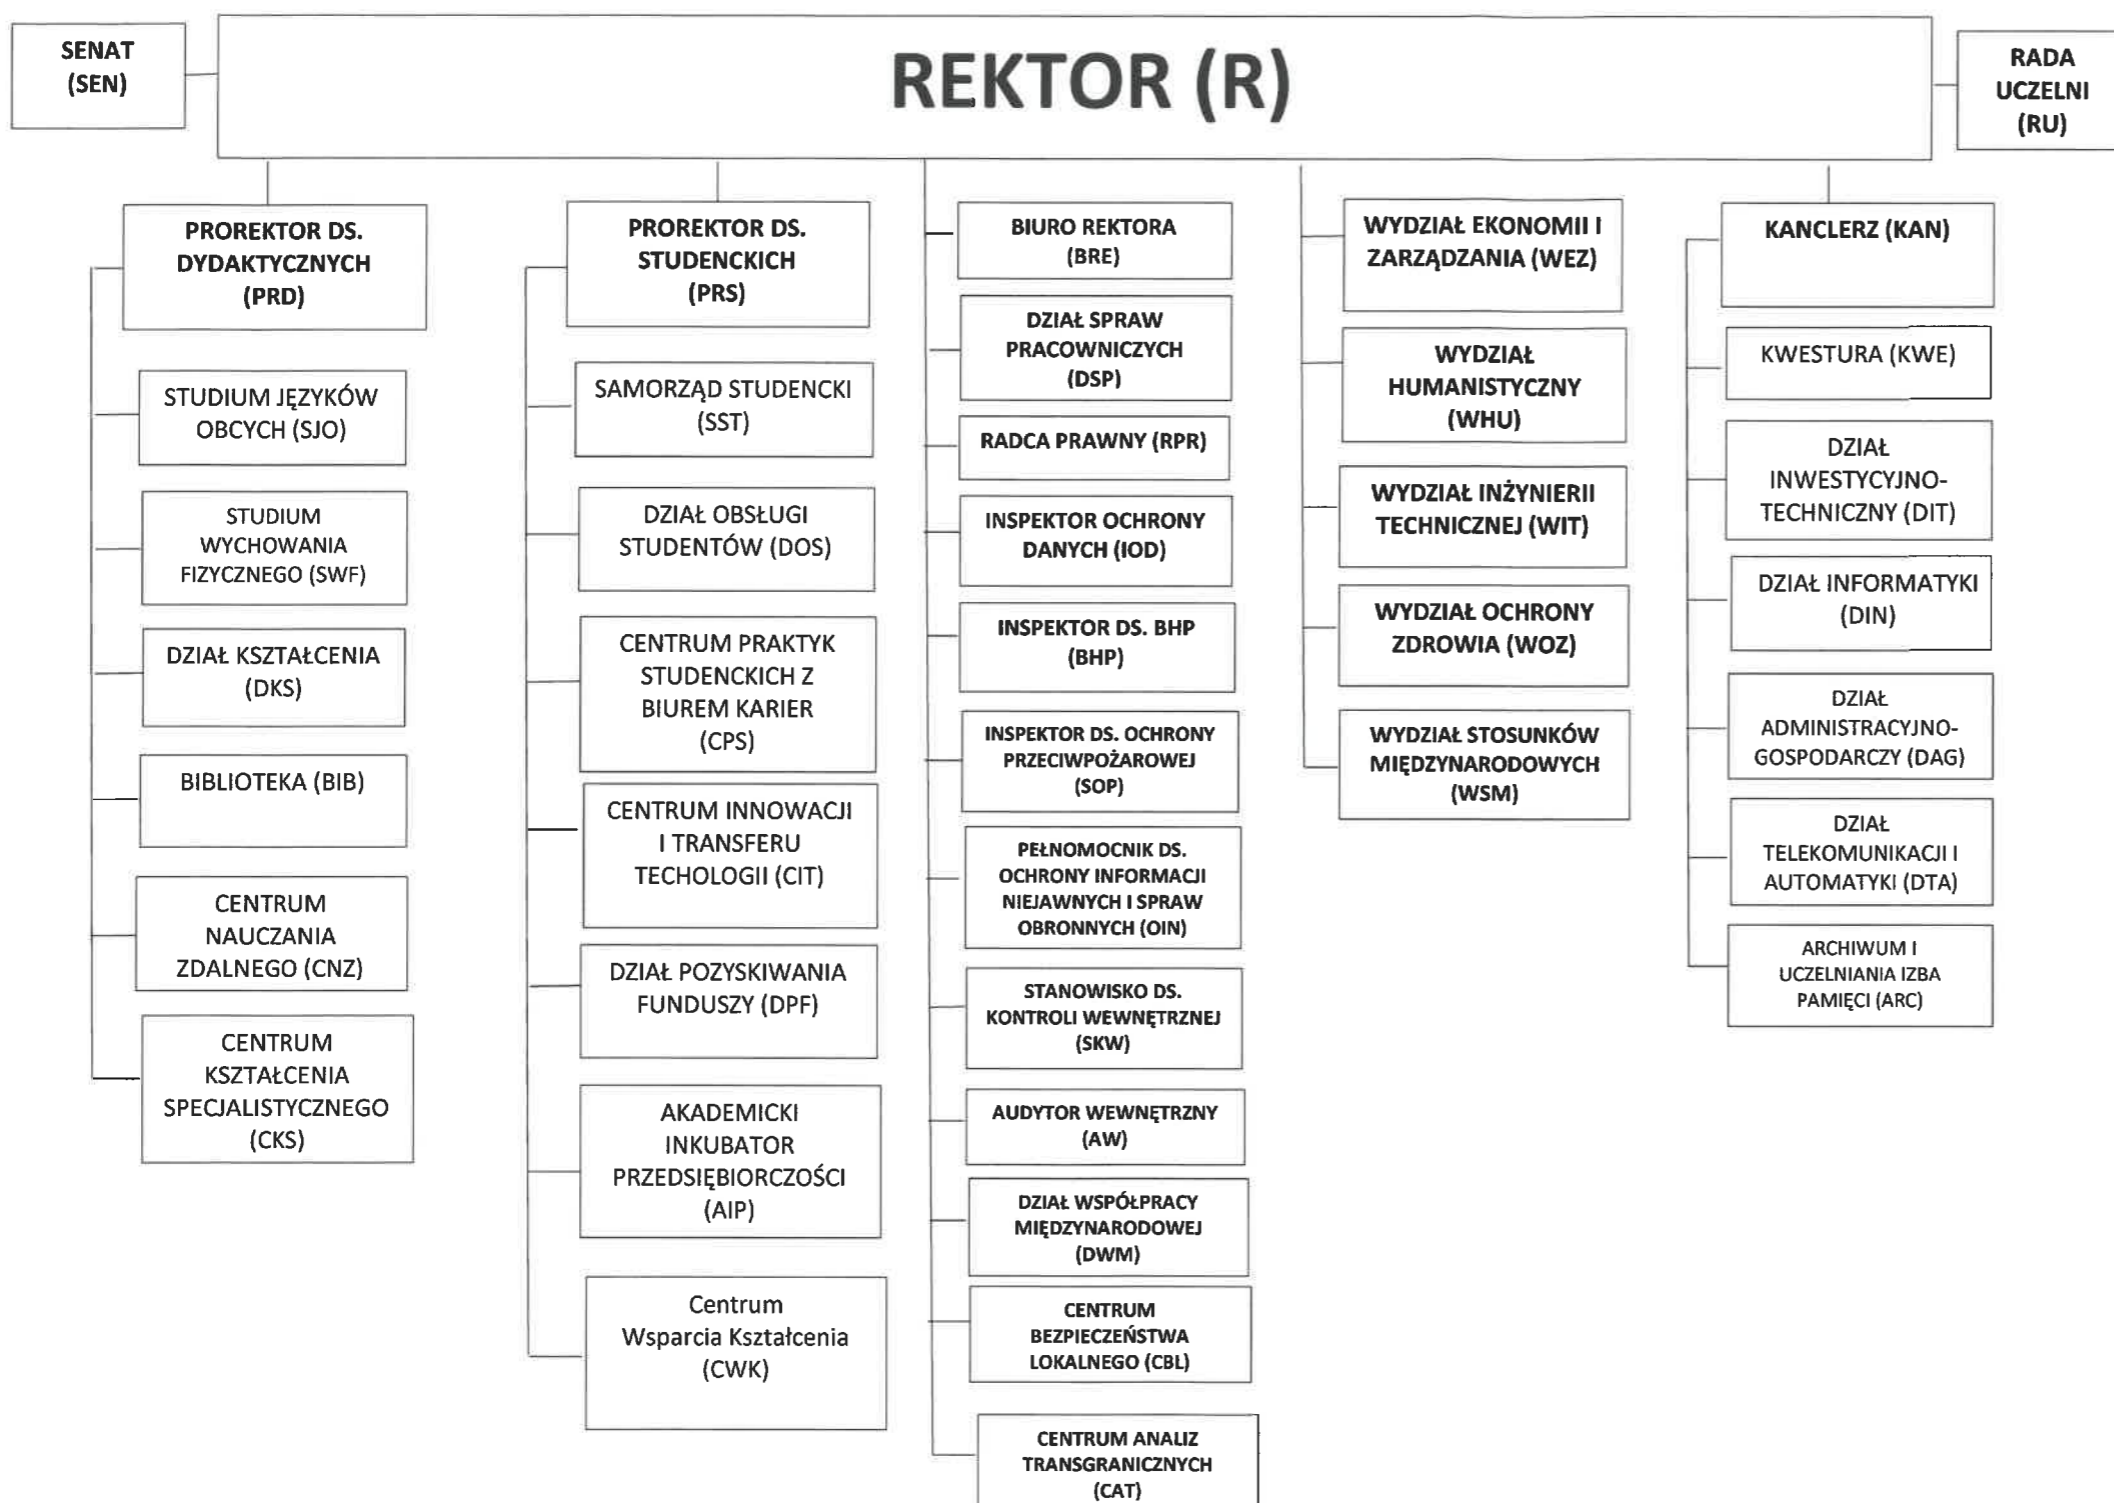 SENAT
(SEN)
REKTOR (R)
RADA
UCZELNI
(RU)
PROREKTOR DS.
DYDAKTYCZNYCH
(PRD)
STUDIUM JĘZYKÓW
OBCYCH (SJO)
STUDIUM
WYCHOWANIA
FIZYCZNEGO (SWF)
DZIAŁ KSZTAŁCENIA
(DKS)
BIBLIOTEKA (BIB)
CENTRUM
NAUCZANIA
ZDALNEGO (CNZ)
CENTRUM
KSZTAŁCENIA
SPECJALISTYCZNEGO
(CKS)
PROREKTOR DS.
STUDENCKICH
(PRS)
SAMORZĄD STUDENCKI
(SST)
DZIAŁ OBSŁUGI
STUDENTÓW (DOS)
CENTRUM PRAKTYK
STUDENCKICH Z
BIUREM KARIER
(CPS)
CENTRUM INNOWACJI
I TRANSFERU
TECHOLOGII (CIT)
DZIAŁ POZYSKIWANIA
FUNDUSZY (DPF)
AKADEMICKI
INKUBATOR
PRZEDSIĘBIORCZOŚCI
(AIP)
Centrum
Wsparcia Kształcenia
(CWK)
BIURO REKTORA
(BRE)
DZIAŁ SPRAW
PRACOWNICZYCH
(DSP)
RADCA PRAWNY (RPR)
INSPEKTOR OCHRONY
DANYCH (IOD)
INSPEKTOR DS. BHP
(BHP)
INSPEKTOR DS. OCHRONY
PRZECIWPOŻAROWEJ
(SOP)
PEŁNOMOCNIK DS.
OCHRONY INFORMACJI
NIEJAWNYCH I SPRAW
OBRONNYCH (OIN)
STANOWISKO DS.
KONTROLI WEWNĘTRZNEJ
(SKW)
AUDYTOR WEWNĘTRZNY
(AW)
DZIAŁ WSPÓŁPRACY
MIĘDZYNARODOWEJ
(DWM)
CENTRUM
BEZPIECZEŃSTWA
LOKALNEGO (CBL)
CENTRUM ANALIZ
TRANSGRANICZNYCH
(CAT)
WYDZIAŁ EKONOMII I
ZARZĄDZANIA (WEZ)
WYDZIAŁ
HUMANISTYCZNY
(WHU)
WYDZIAŁ INŻYNIERII
TECHNICZNEJ (WIT)
WYDZIAŁ OCHRONY
ZDROWIA (WOZ)
WYDZIAŁ STOSUNKÓW
MIĘDZYNARODOWYCH
(WSM)
KANCLERZ (KAN)
KWESTURA (KWE)
DZIAŁ
INWESTYCYJNO-
TECHNICZNY (DIT)
DZIAŁ INFORMATYKI
(DIN)
DZIAŁ
ADMINISTRACYJNO-
GOSPODARCZY (DAG)
DZIAŁ
TELEKOMUNIKACJI I
AUTOMATYKI (DTA)
ARCHIWUM I
UCZELNIANA IZBA
PAMIĘCI (ARC)